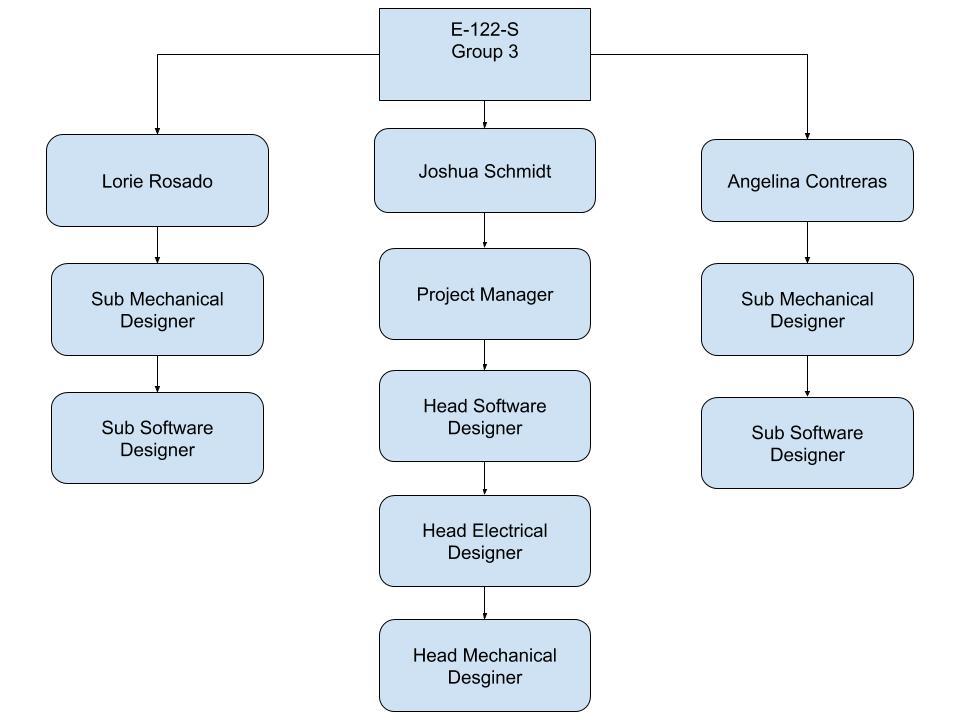 E-122-S
Group 3
Lorie Rosado
Joshua Schmidt
Angelina Contreras
Sub Mechanical
Designer
Project Manager
Sub Mechanical
Designer
Sub Software
Designer
Head Software
Designer
Sub Software
Designer
Head Electrical
Designer
Head Mechanical
Desginer